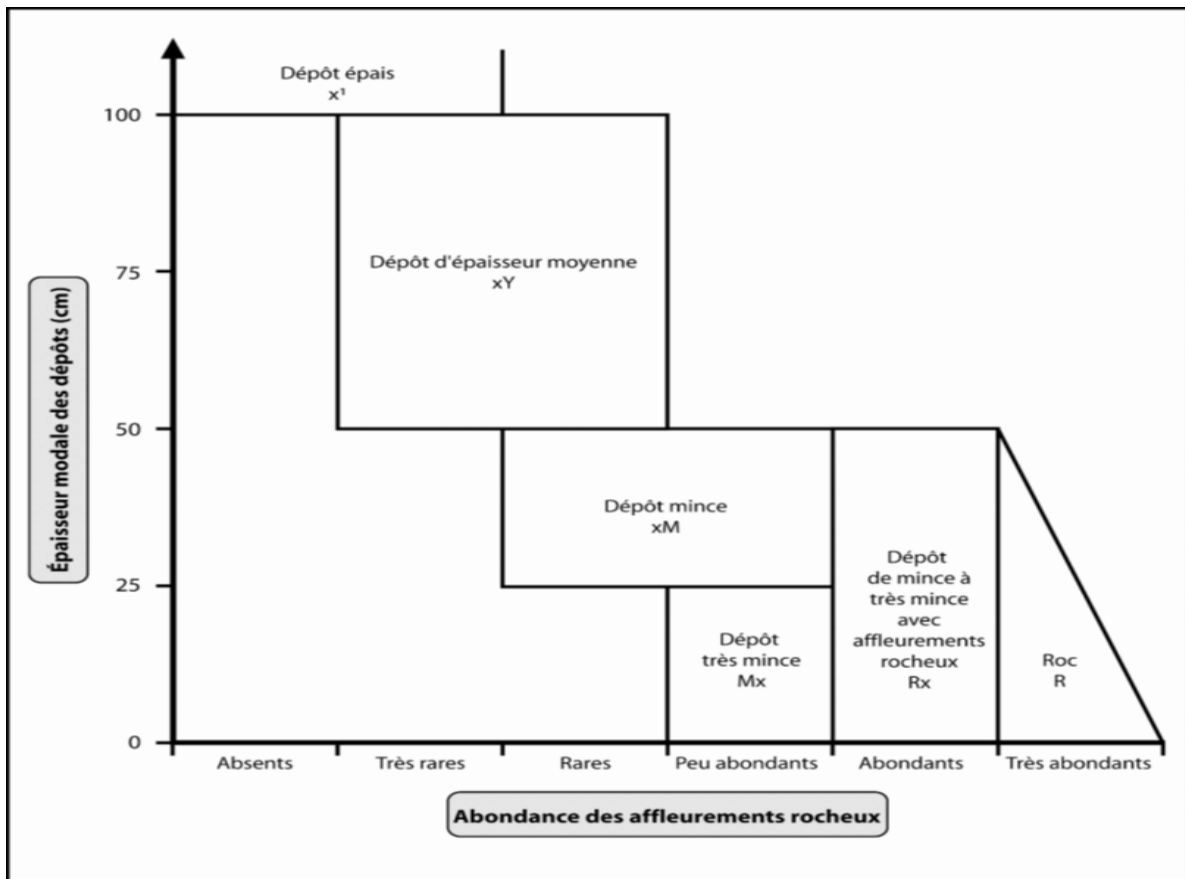 Dépôt épais
x¹
100
Dépôt d'épaisseur moyenne
xY
75
Épaisseur modale des dépôts (cm)
50
Dépôt mince
xM
25
Dépôt
très mince
Mx
Dépôt
de mince à
très mince
avec
affleurements
rocheux
Rx
Roc
R
0
Absents
Très rares
Rares
Peu abondants
Abondants
Très abondants
Abondance des affleurements rocheux